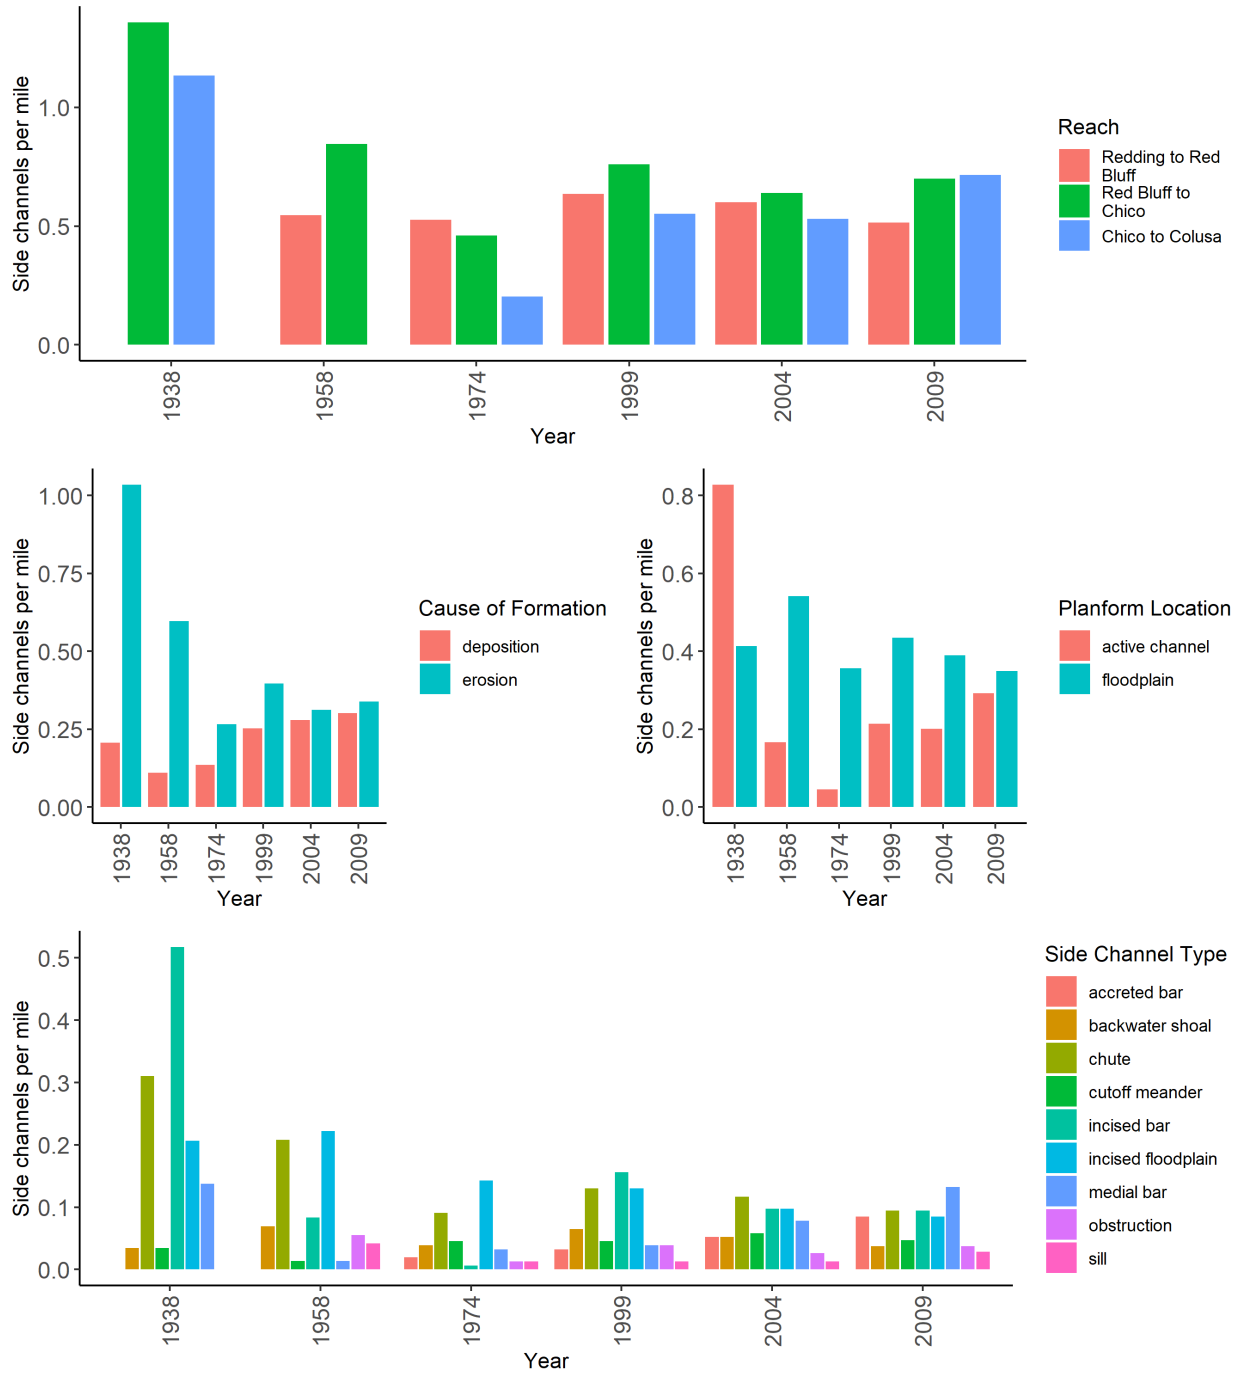 Side channels per mile
1.0
0.5
0.0
1938
1958
1974
1999
2004
2009
Year
Reach
Redding to Red
Bluff
Red Bluff to
Chico
Chico to Colusa
Side channels per mile
1.00
0.75
0.50
0.25
0.00
1938
1958
1974
1999
2004
2009
Year
Cause of Formation
deposition
erosion
Side channels per mile
0.8
0.6
0.4
0.2
0.0
1938
1958
1974
1999
2004
2009
Year
Planform Location
active channel
floodplain
Side channels per mile
0.5
0.4
0.3
0.2
0.1
0.0
1938
1958
1974
1999
2004
2009
Year
Side Channel Type
accreted bar
backwater shoal
chute
cutoff meander
incised bar
incised floodplain
medial bar
obstruction
sill